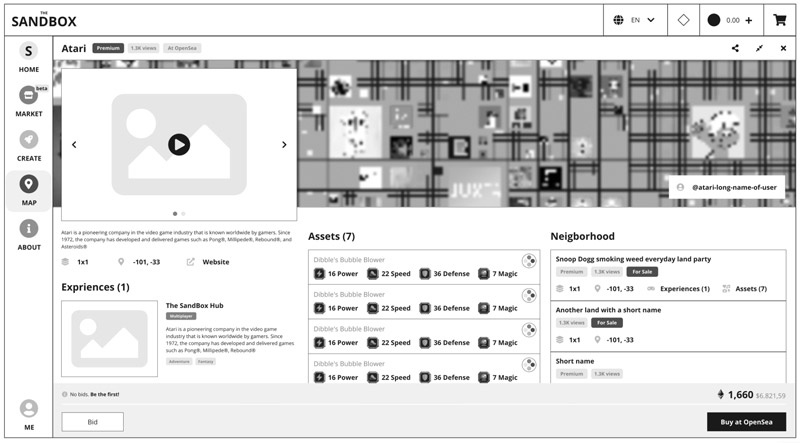 THE
SANDBOX
EN
0.00 +
S
HOME
beta
MARKET
CREATE
MAP
ABOUT
ME
Atari Premium 1.3K views At OpenSea
JUXTA
@atari-long-name-of-user
Atari is a pioneering company in the video game industry that is known worldwide by gamers. Since
1972, the company has developed and delivered games such as Pong®, Millipede®, Rebound®, and
Asteroids®
1x1 -101, -33 Website
Expriences (1)
The SandBox Hub
Multiplayer
Atari is a pioneering company in the video game
industry that is known worldwide by gamers. Since
1972, the company has developed and delivered games
such as Pong®, Millipede®, Rebound®
Adventure Fantasy
Assets (7)
Dibble's Bubble Blower
16 Power 22 Speed 36 Defense 7 Magic
Dibble's Bubble Blower
16 Power 22 Speed 36 Defense 7 Magic
Dibble's Bubble Blower
16 Power 22 Speed 36 Defense 7 Magic
Dibble's Bubble Blower
16 Power 22 Speed 36 Defense 7 Magic
Neigborhood
Snoop Dogg smoking weed everyday land party
Premium 1.3K views For Sale
1x1 -101, -33 Expriences (1) Assets (7)
Another land with a short name
1.3K views For Sale
1x1 -101, -33
Short name
Premium 1.3K views
No bids. Be the first!
1,660 $6.821,59
Bid
Buy at OpenSea